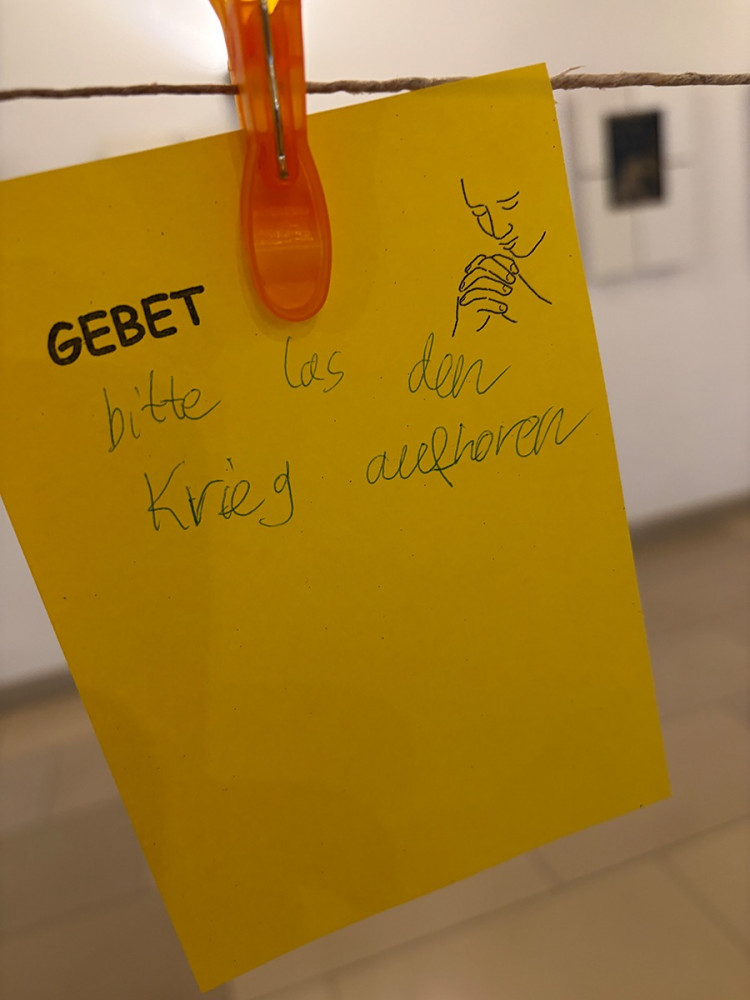 GEBET
bitte las den
Krieg aufhoren